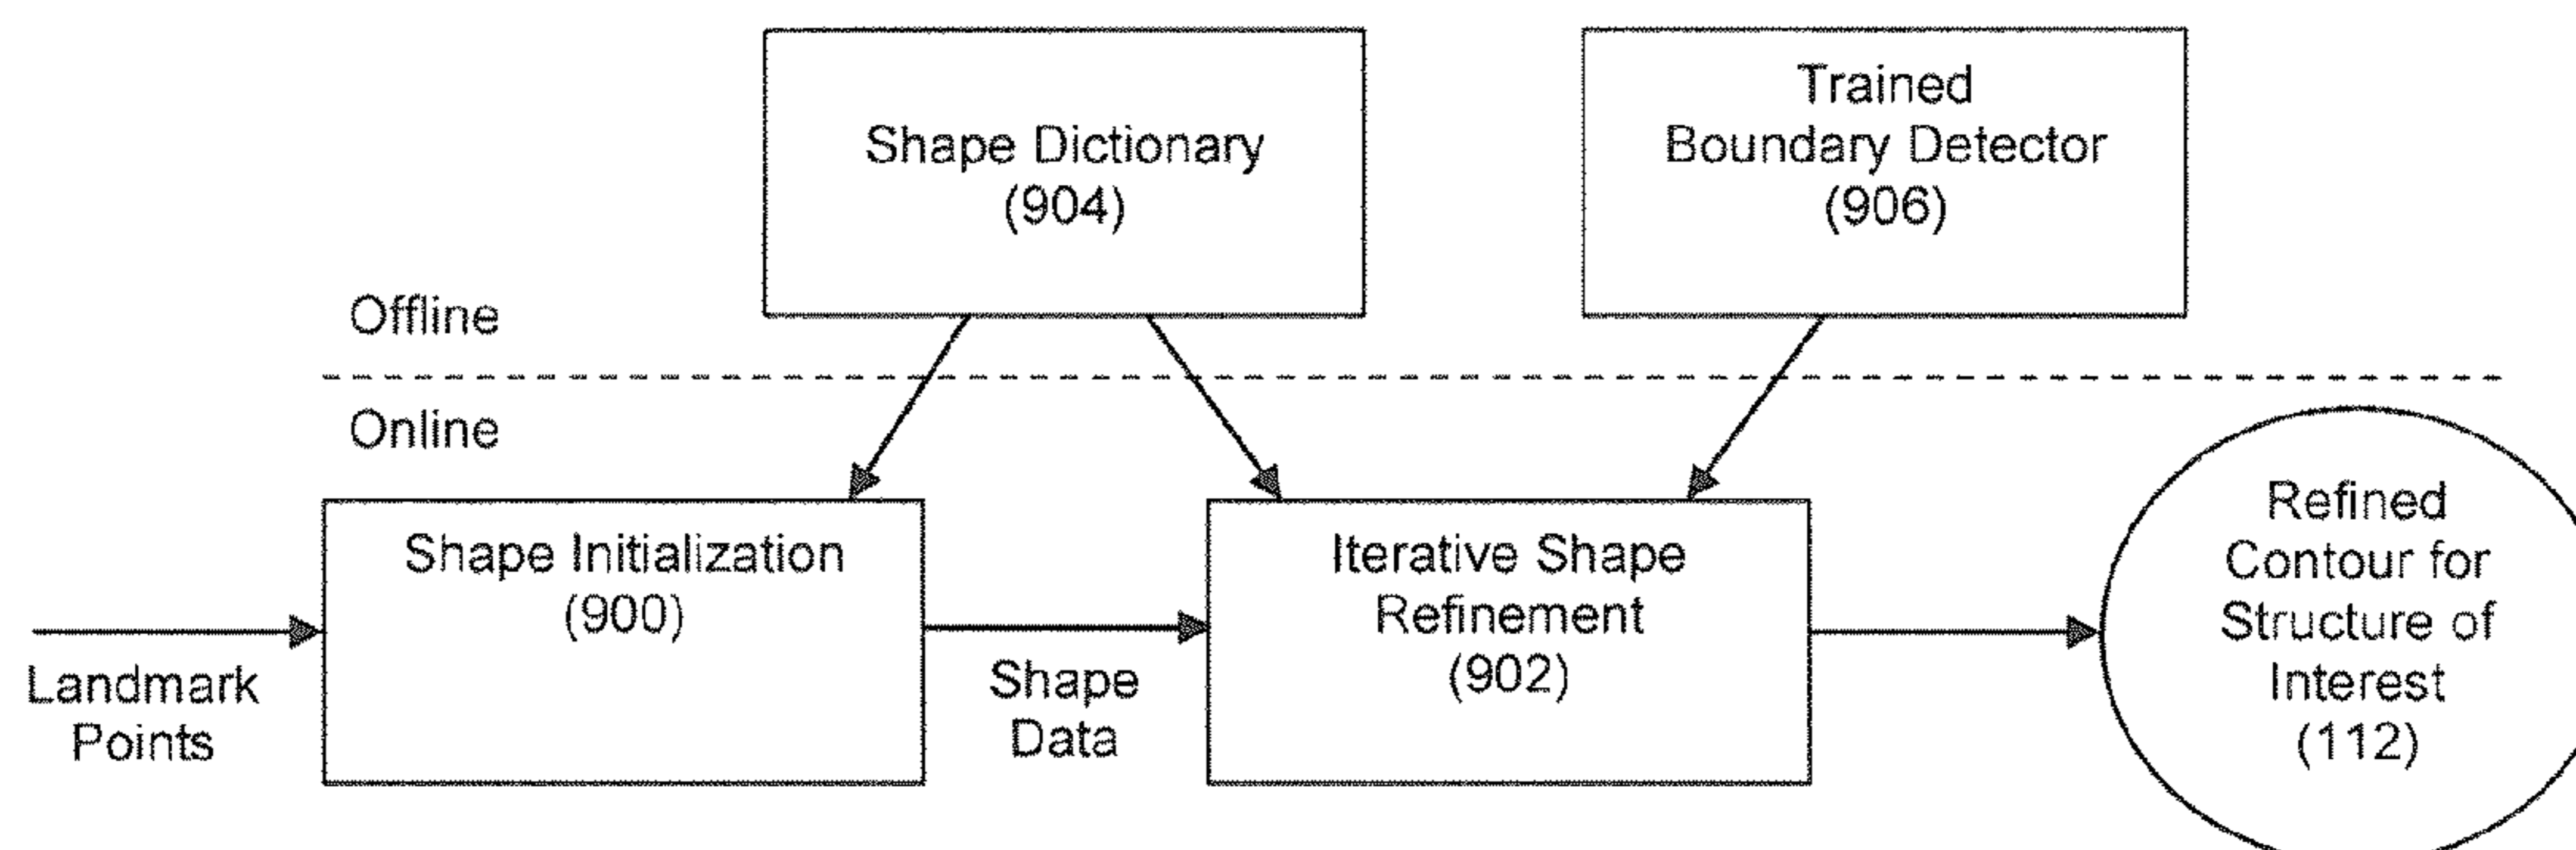 Shape Dictionary
(904)
Trained
Boundary Detector
(906)
Offline
Online
Landmark
Points
Shape Initialization
(900)
Shape
Data
Iterative Shape
Refinement
(902)
Refined
Contour for
Structure of
Interest
(112)